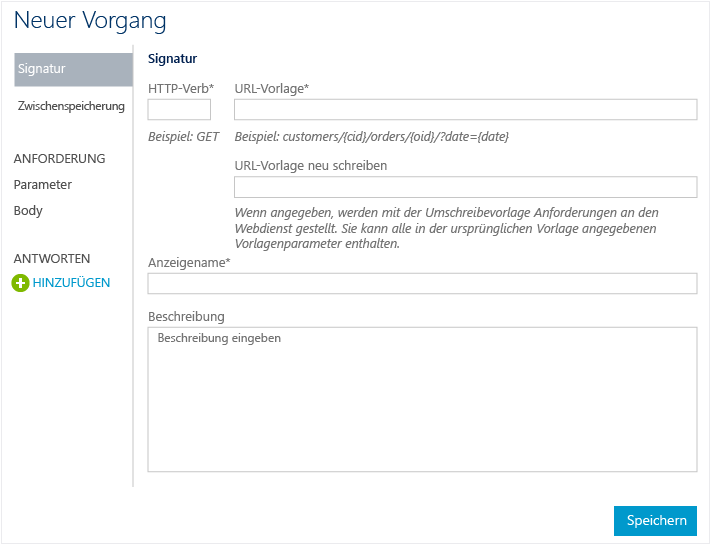 Neuer Vorgang
Signatur
Zwischenspeicherung
ANFORDERUNG
Parameter
Body
ANTWORTEN
HINZUFÜGEN
Signatur
HTTP-Verb* URL-Vorlage*
Beispiel: GET Beispiel: customers/{cid}/orders/{oid}/?date={date}
URL-Vorlage neu schreiben
Wenn angegeben, werden mit der Umschreibevorlage Anforderungen an den
Webdienst gestellt. Sie kann alle in der ursprünglichen Vorlage angegebenen
Vorlagenparameter enthalten.
Anzeigename*
Beschreibung
Beschreibung eingeben
Speichern